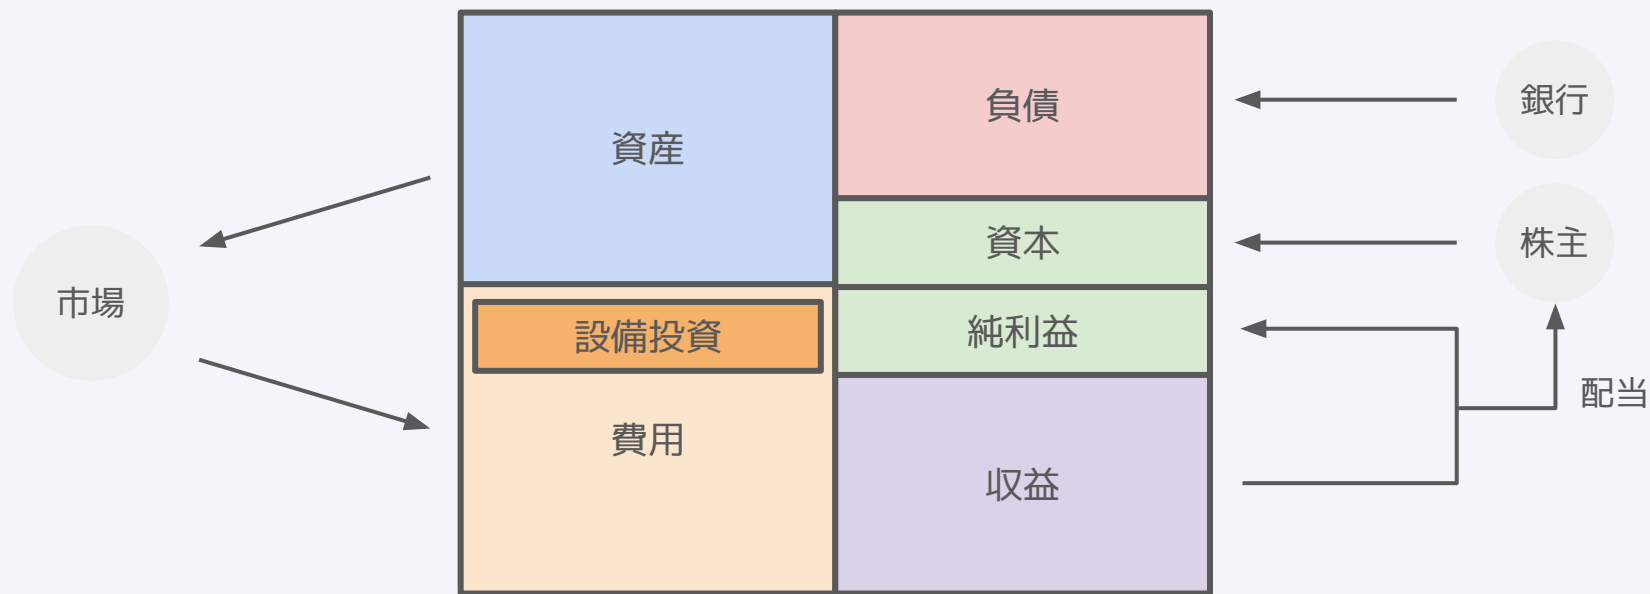 資産
負債
銀行
資本
株主
市場
設備投資
純利益
配当
費用
収益